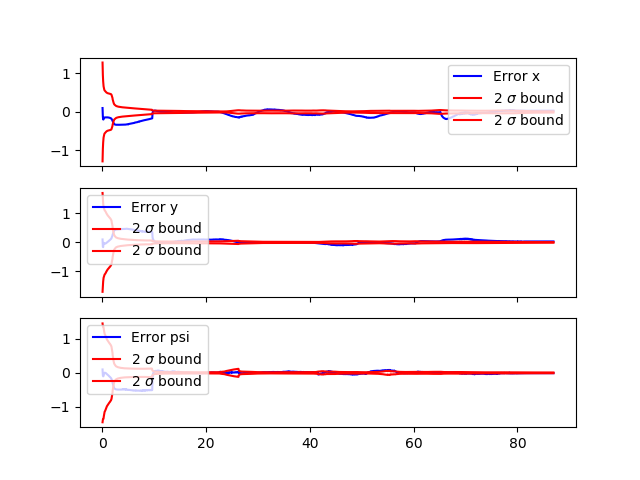 1
0
−1
Error x
2 σ bound
2 σ bound
1
0
−1
Error y
2 σ bound
2 σ bound
1
0
−1
Error psi
2 σ bound
2 σ bound
0 20 40 60 80